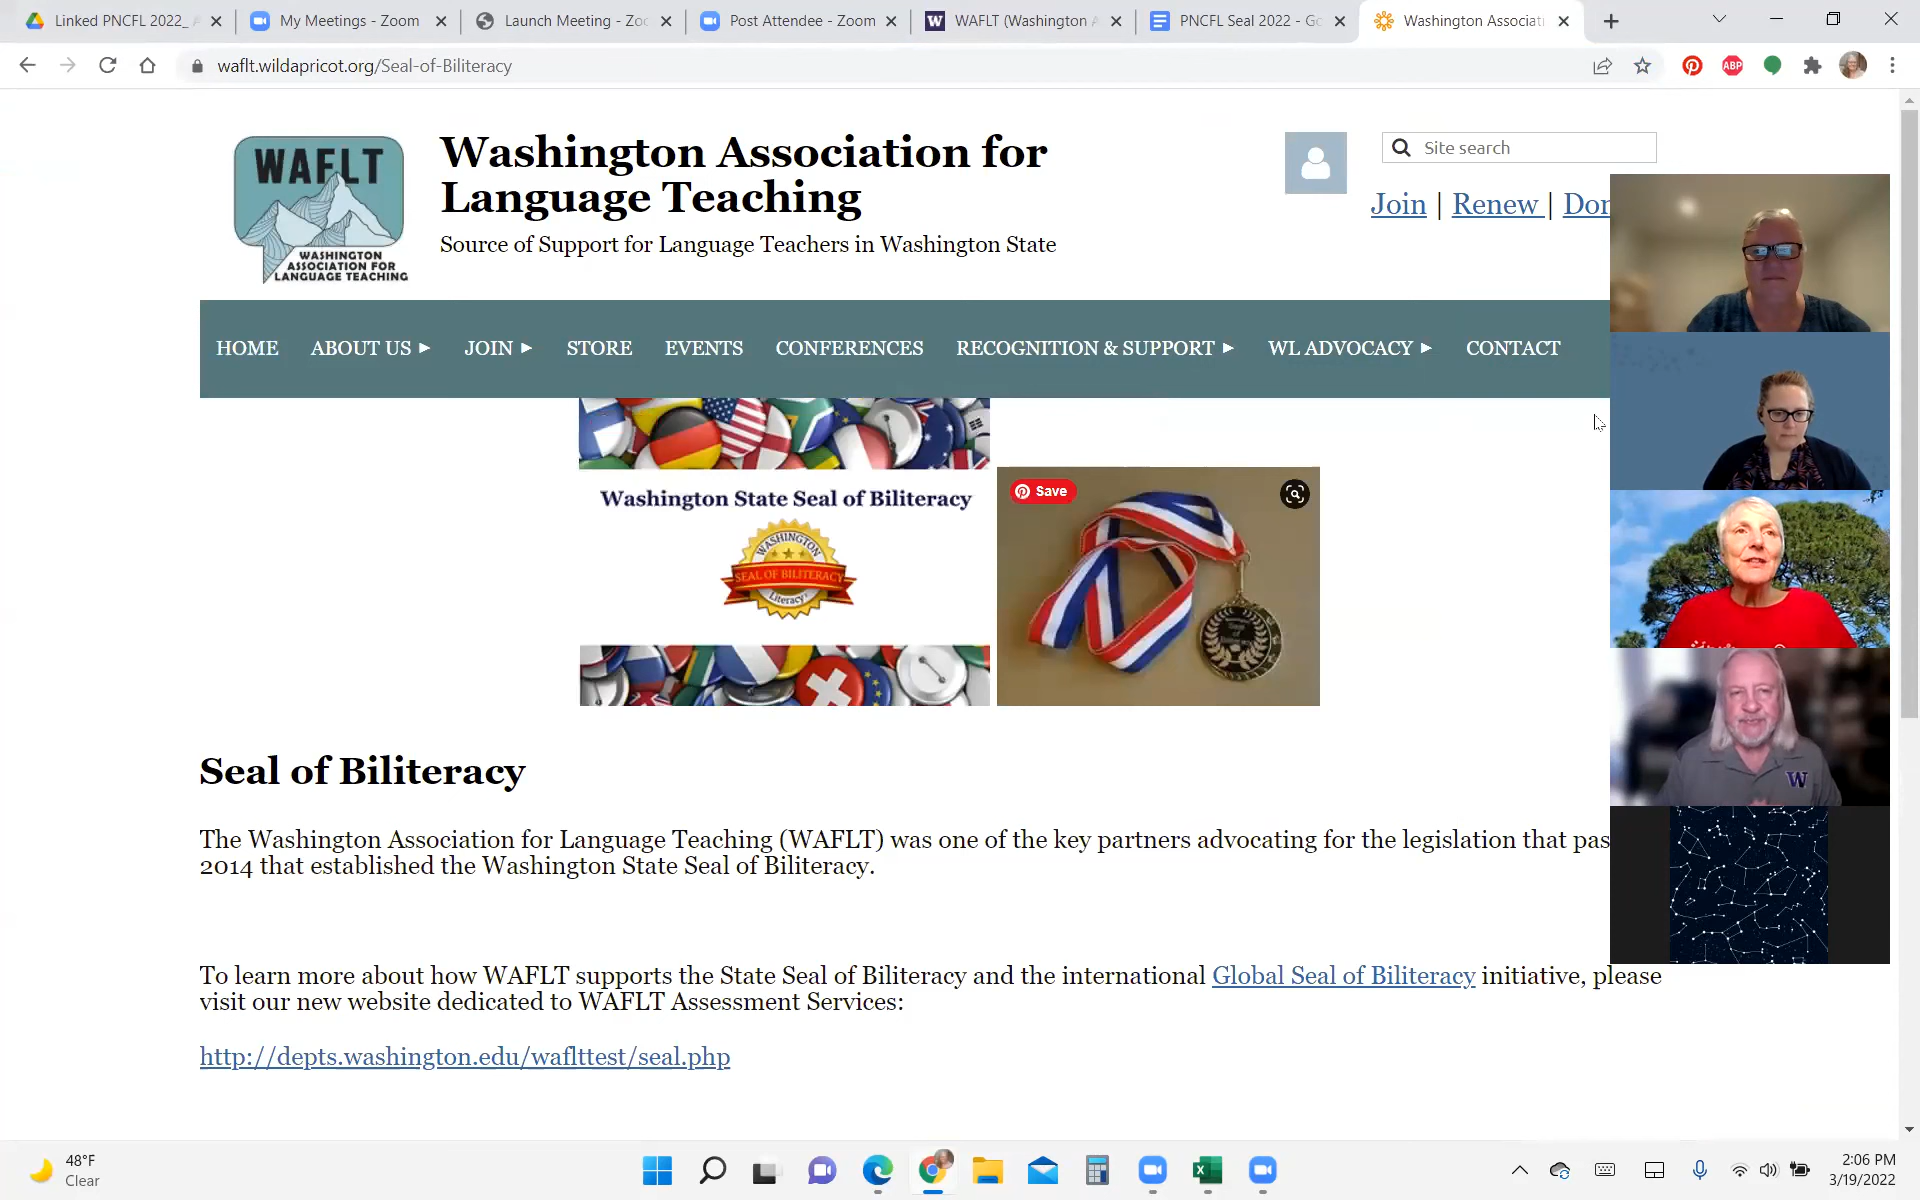 Linked PNCFL 2022_
My Meetings - Zoom
Launch Meeting - Zo
Post Attendee - Zoom
WAFLT (Washington
PNCFL Seal 2022 - Go
Washington Associati
waflt.wildapricot.org/Seal-of-Biliteracy
ABP
WAFLT
WASHINGTON
ASSOCIATION FOR
LANGUAGE TEACHING
Washington Association for
Language Teaching
Source of Support for Language Teachers in Washington State
Site search
Join | Renew | Don
HOME ABOUT US ► JOIN ► STORE EVENTS CONFERENCES RECOGNITION & SUPPORT ► WL ADVOCACY ► CONTACT
Washington State Seal of Biliteracy
WASHINGTON
SEAL OF BILITERACY
Literacy
Save
W
Seal of Biliteracy
The Washington Association for Language Teaching (WAFLT) was one of the key partners advocating for the legislation that pas
2014 that established the Washington State Seal of Biliteracy.
To learn more about how WAFLT supports the State Seal of Biliteracy and the international Global Seal of Biliteracy initiative, please
visit our new website dedicated to WAFLT Assessment Services:
http://depts.washington.edu/waflttest/seal.php
48°F
Clear
2:06 PM
3/19/2022